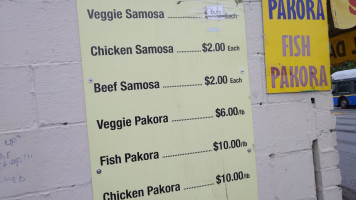 Veggie Samosa ............ Each
Chicken Samosa ........ $2.00 Each
Beef Samosa ............. $2.00 Each
Veggie Pakora ............ $6.00/lb
Fish Pakora ................ $10.00/lb
Chicken Pakora .......... $10.00/lb
PAKORA
FISH
PAKORA